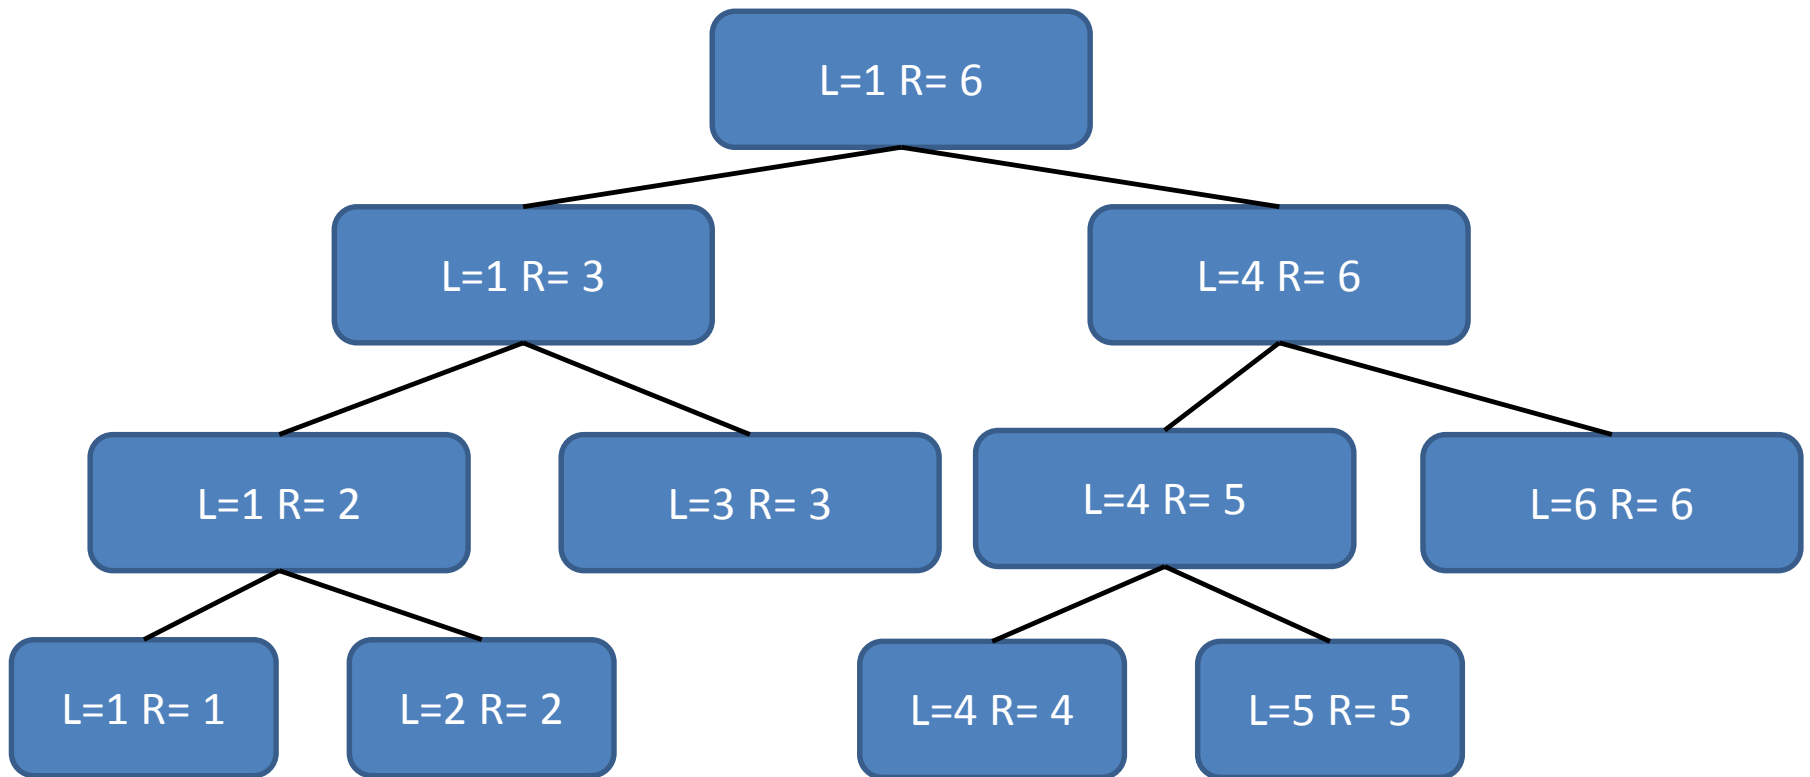 L=1 R= 6
L=1 R= 3
L=4 R= 6
L=1 R= 2
L=3 R= 3
L=4 R= 5
L=6 R= 6
L=1 R= 1
L=2 R= 2
L=4 R= 4
L=5 R= 5